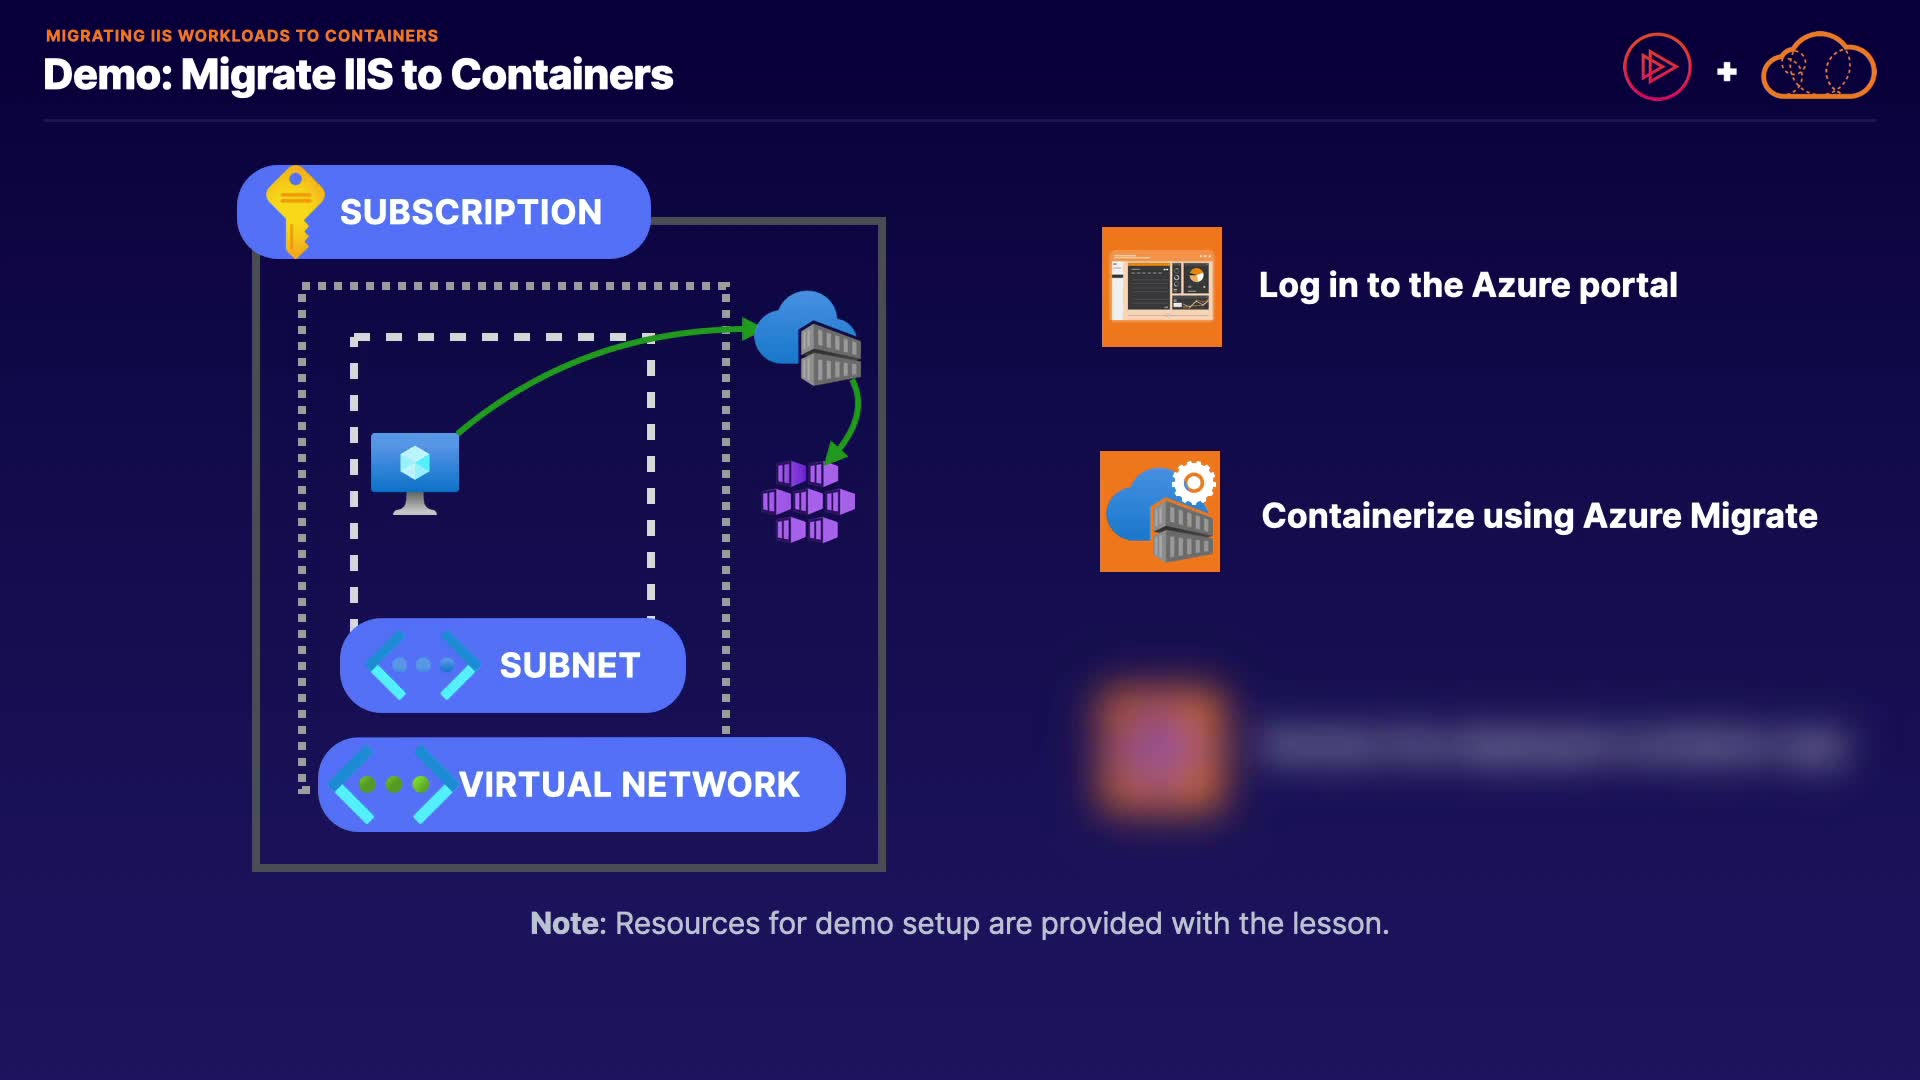 MIGRATING IIS WORKLOADS TO CONTAINERS
Demo: Migrate IIS to Containers
SUBSCRIPTION
SUBNET
VIRTUAL NETWORK
Log in to the Azure portal
Containerize using Azure Migrate
Note: Resources for demo setup are provided with the lesson.